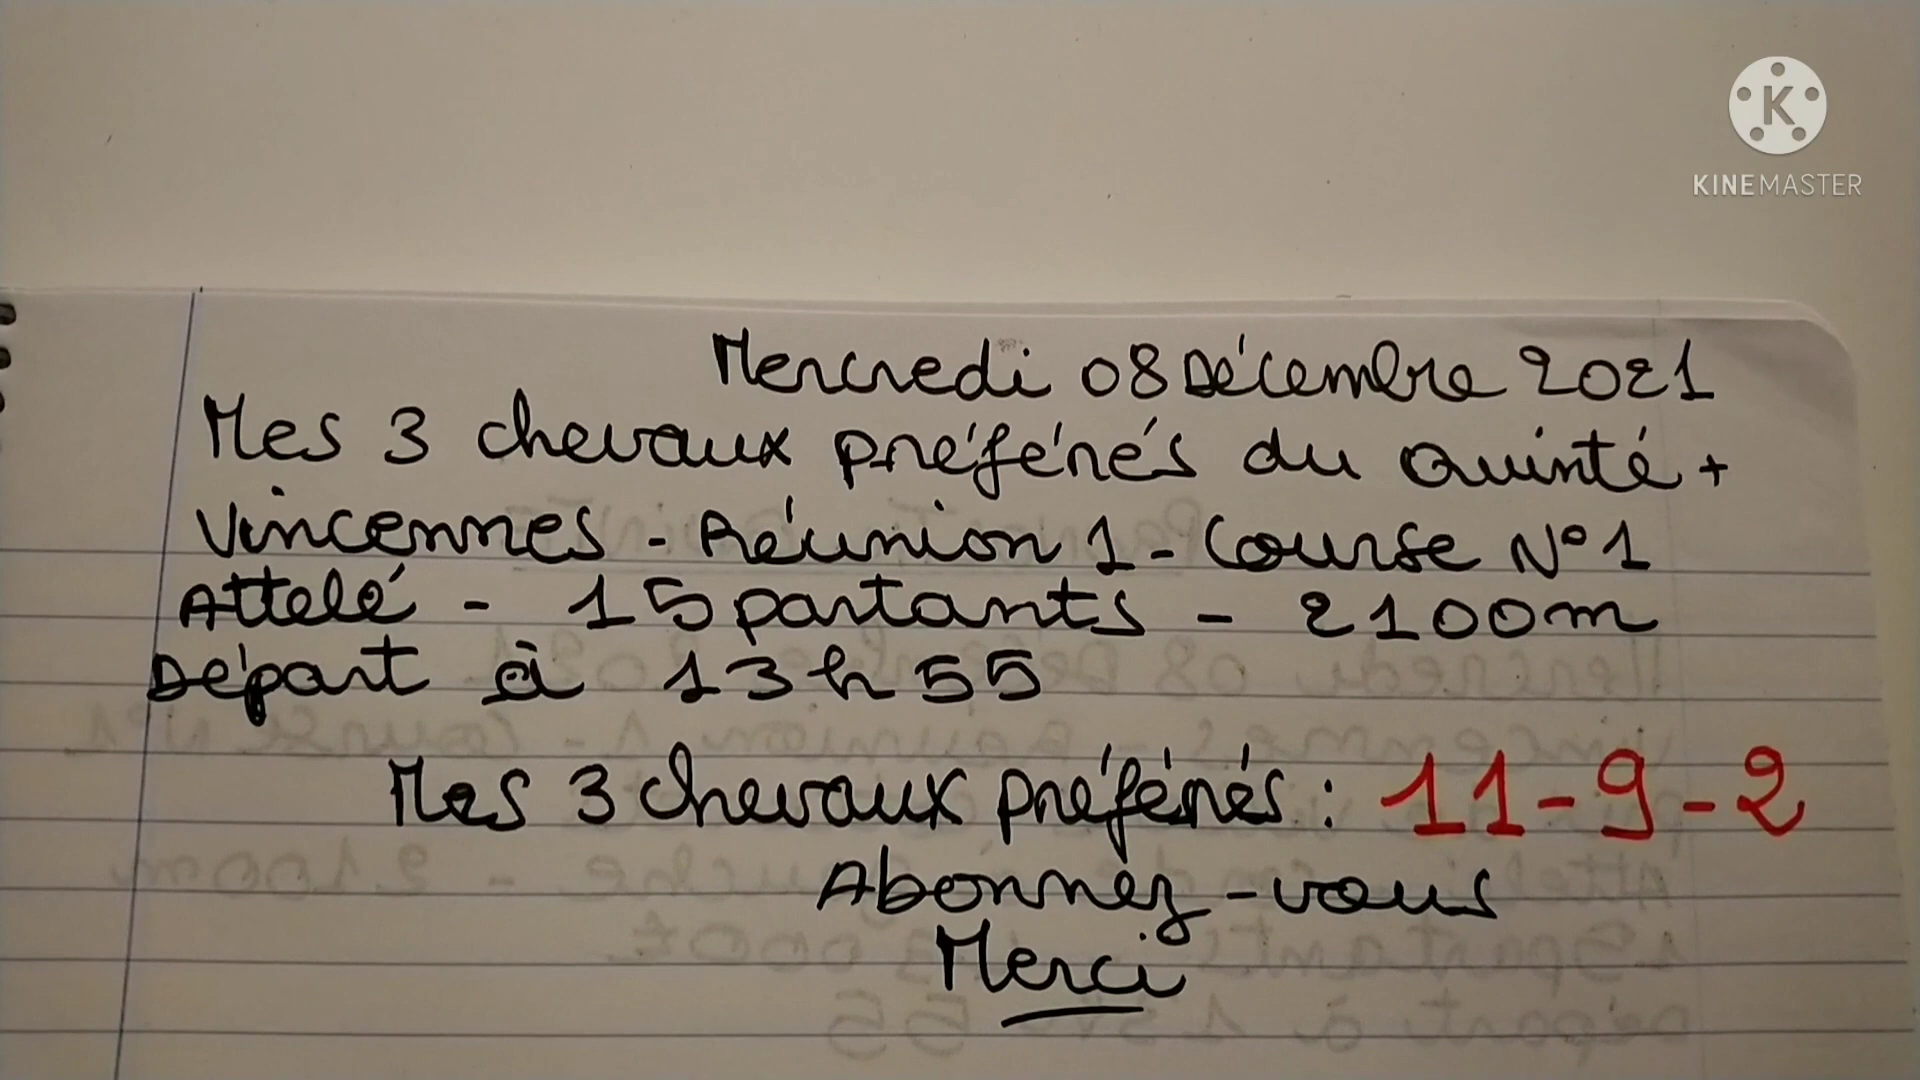 K
KINEMASTER
Mercredi 08 Décembre 2021
Mes 3 chevaux préférés du Quinté +
Vincennes - Réunion 1 - Course N°1
Attelé - 15 partants - 2100m
Départ à 13h55
Mes 3 chevaux préférés : 11-9-2
Abonnez-vous
Merci